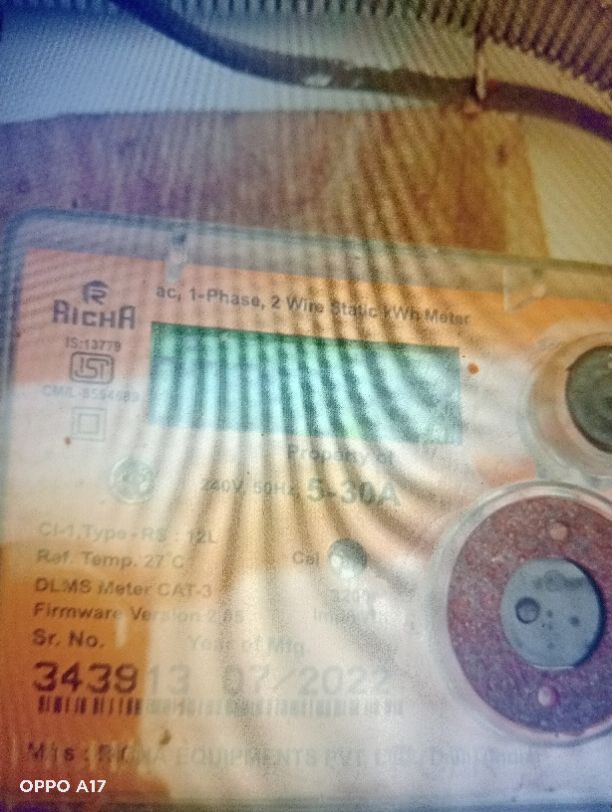 RICHA
ac, 1-Phase, 2 Wire Static kWh Meter
IS:13779
Property of
240V, 50Hz, 5-30A
Cl-1, Type - RS : 12L
Ref. Temp. 27°C
Cal
DLMS Meter CAT-3
Firmware Version
Sr. No.
Year of Mfg
343913 07/2022
EQUIPMENTS PVT. LTD.
OPPO A17